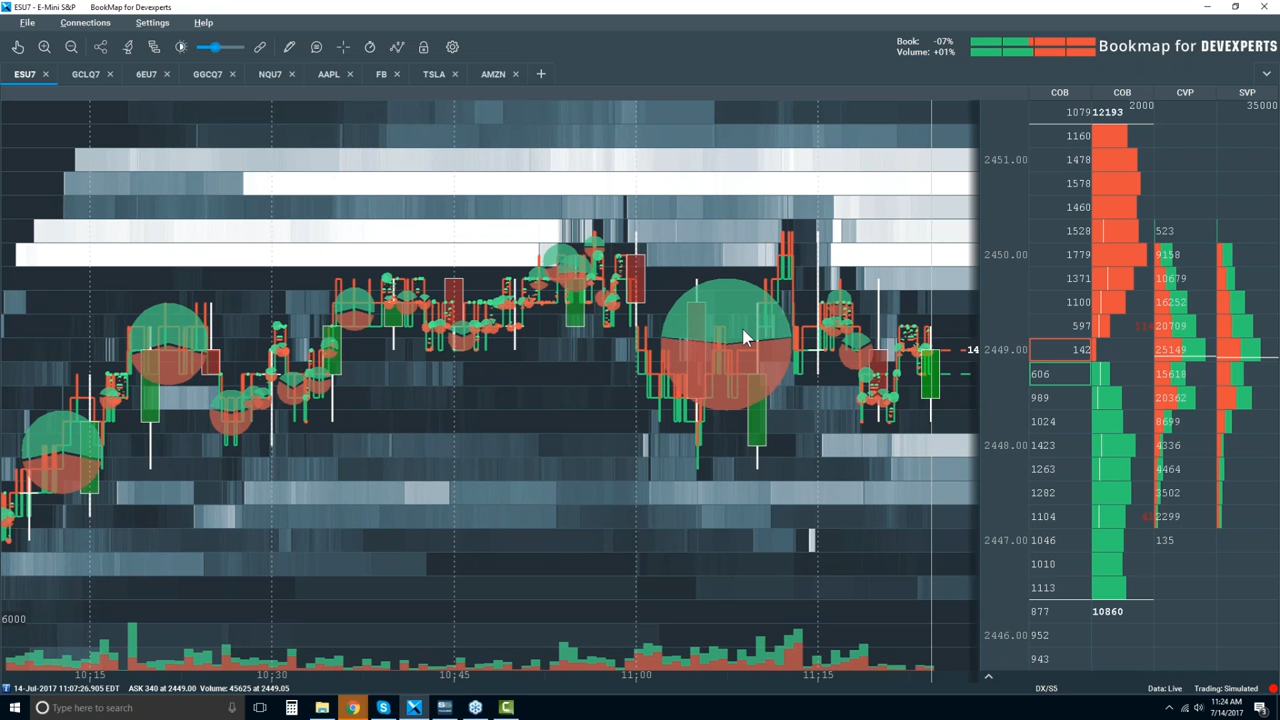 ESU7 - E-Mini S&P BookMap for Devexperts
File Connections Settings Help
Book: -07%
Volume: +01%
Bookmap for DEVEXPERTS
ESU7 GCLQ7 6EU7 GGCQ7 NQU7 AAPL FB TSLA AMZN
COB COB CVP SVP
2000 35000
1079 12193
1160
2451.00 1478
1578
1460
1528 523
2450.00 1779 9158
1371 10679
1100 16252
597 20709
14 2449.00 142 25149
606 15618
989 20362
1024 8699
2448.00 1423 4336
1263 4464
1282 3502
1104 2299
2447.00 1046 135
1010
1113
6000 877 10860
2446.00 952
943
10:15 10:30 10:45 11:00 11:15
14-Jul-2017 11:07:26.905 EDT ASK 340 at 2449.00 Volume: 45625 at 2449.05 DX/S5 Data: Live Trading: Simulated
Type here to search
11:24 AM
7/14/2017
3